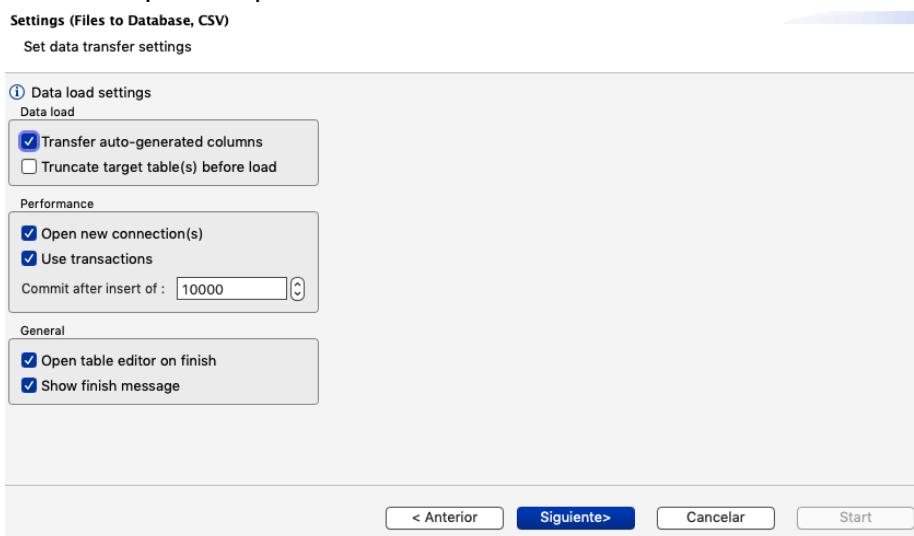 Settings (Files to Database, CSV)
Set data transfer settings
Data load settings
Data load
Transfer auto-generated columns
Truncate target table(s) before load
Performance
Open new connection(s)
Use transactions
Commit after insert of : 10000
General
Open table editor on finish
Show finish message
< Anterior Siguiente> Cancelar Start